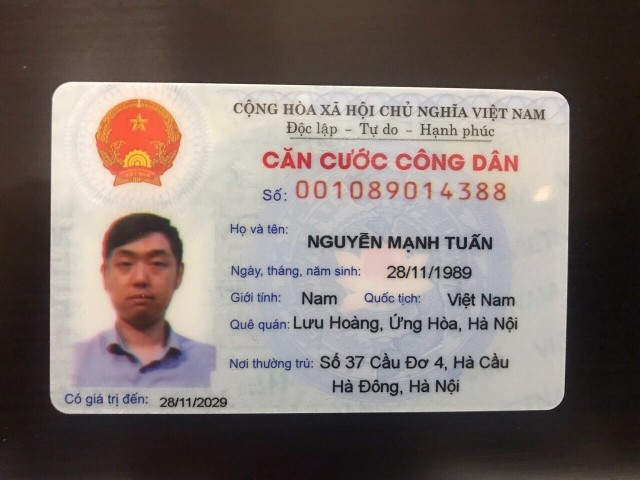 CỘNG HÒA XÃ HỘI CHỦ NGHĨA VIỆT NAM
Độc lập - Tự do - Hạnh phúc
CĂN CƯỚC CÔNG DÂN
Số: 001089014388
Họ và tên:
NGUYỄN MẠNH TUẤN
Ngày, tháng, năm sinh: 28/11/1989
Giới tính: Nam Quốc tịch: Việt Nam
Quê quán: Lưu Hoàng, Ứng Hòa, Hà Nội
Nơi thường trú: Số 37 Cầu Đơ 4, Hà Cầu
Hà Đông, Hà Nội
Có giá trị đến: 28/11/2029